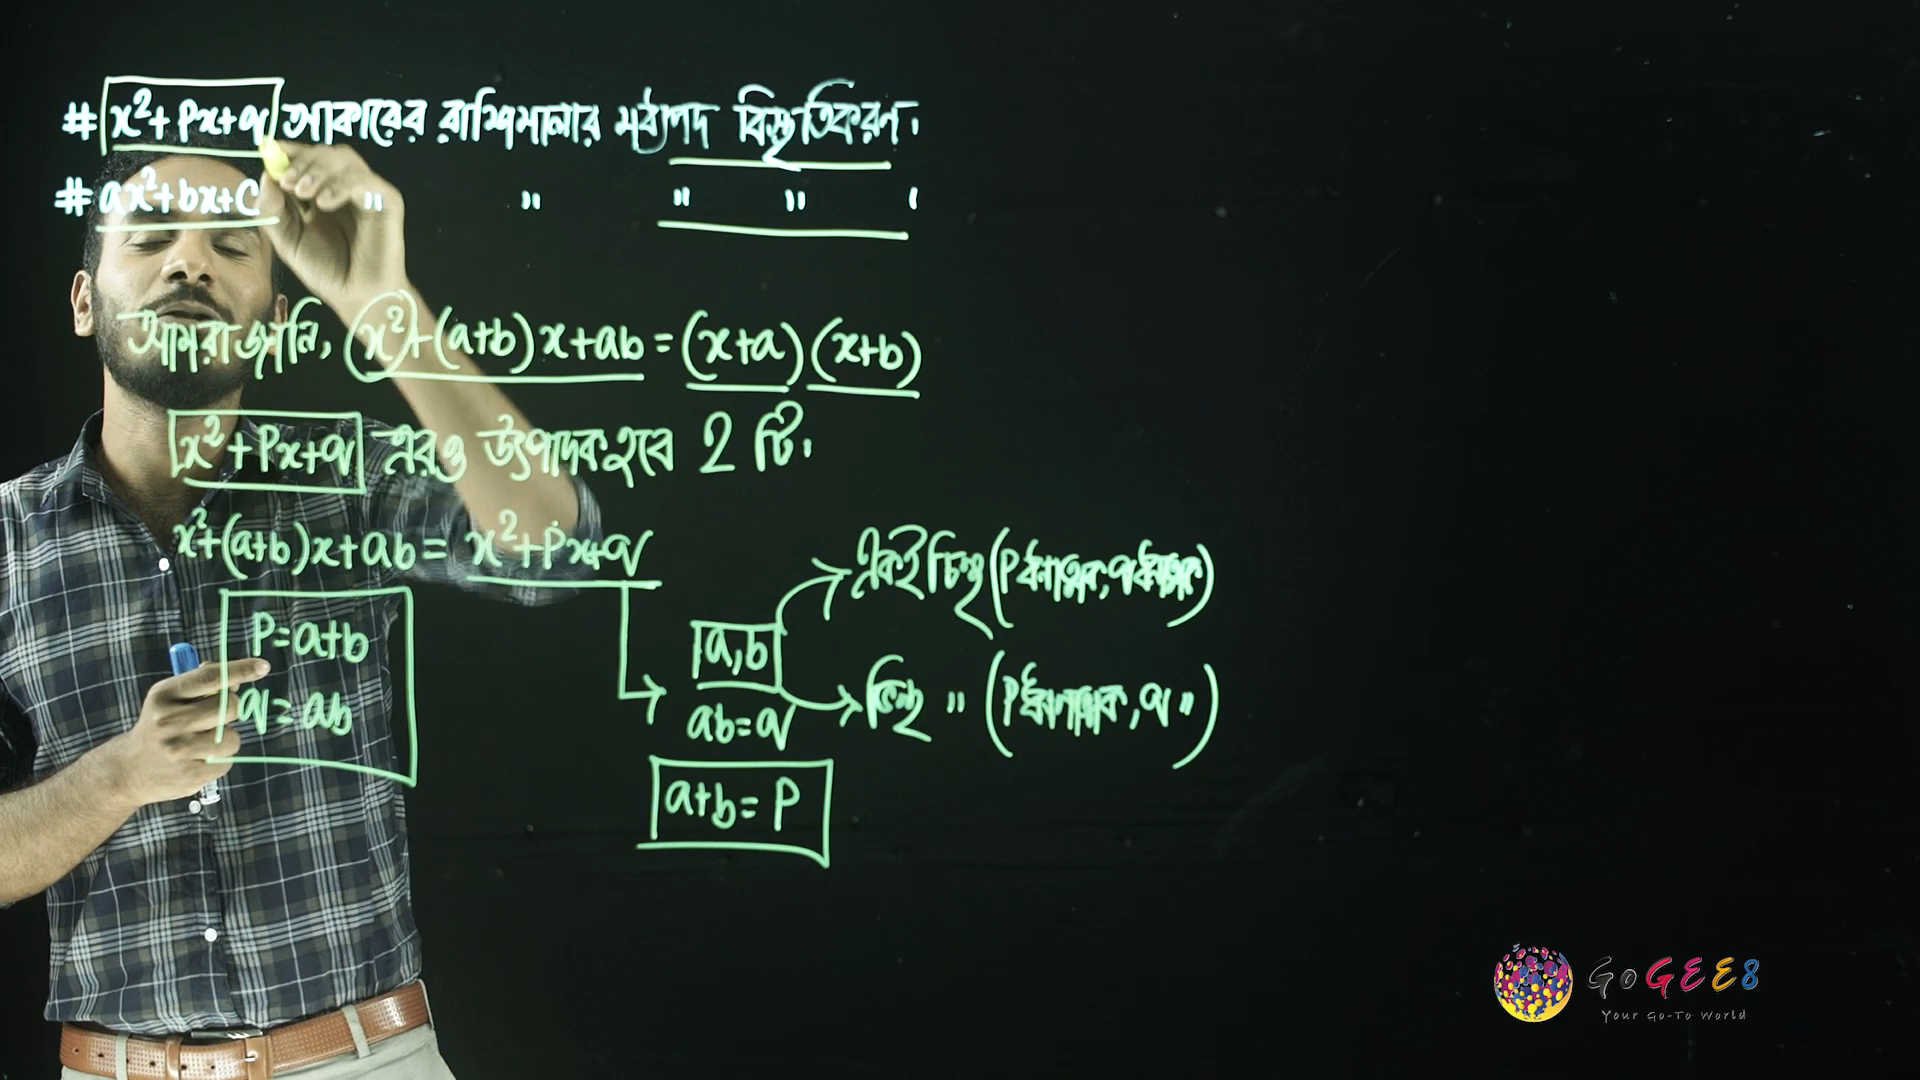 # x²+Px+q আকারের রাশিমালার মধ্যপদ বিস্তৃতিকরণ।
# ax²+bx+c " " " " ।
আমরা জানি, x²+(a+b)x+ab = (x+a)(x+b)
x²+Px+q এরও উৎপাদক হবে 2 টি।
x²+(a+b)x+ab = x²+Px+q
P=a+b
q=ab
a,b
ab=q
a+b=P
একই চিহ্ন (P ধনাত্মক, q ধনাত্মক)
ভিন্ন " (P ধনাত্মক, q ")
GoGEE8
Your Go-To World